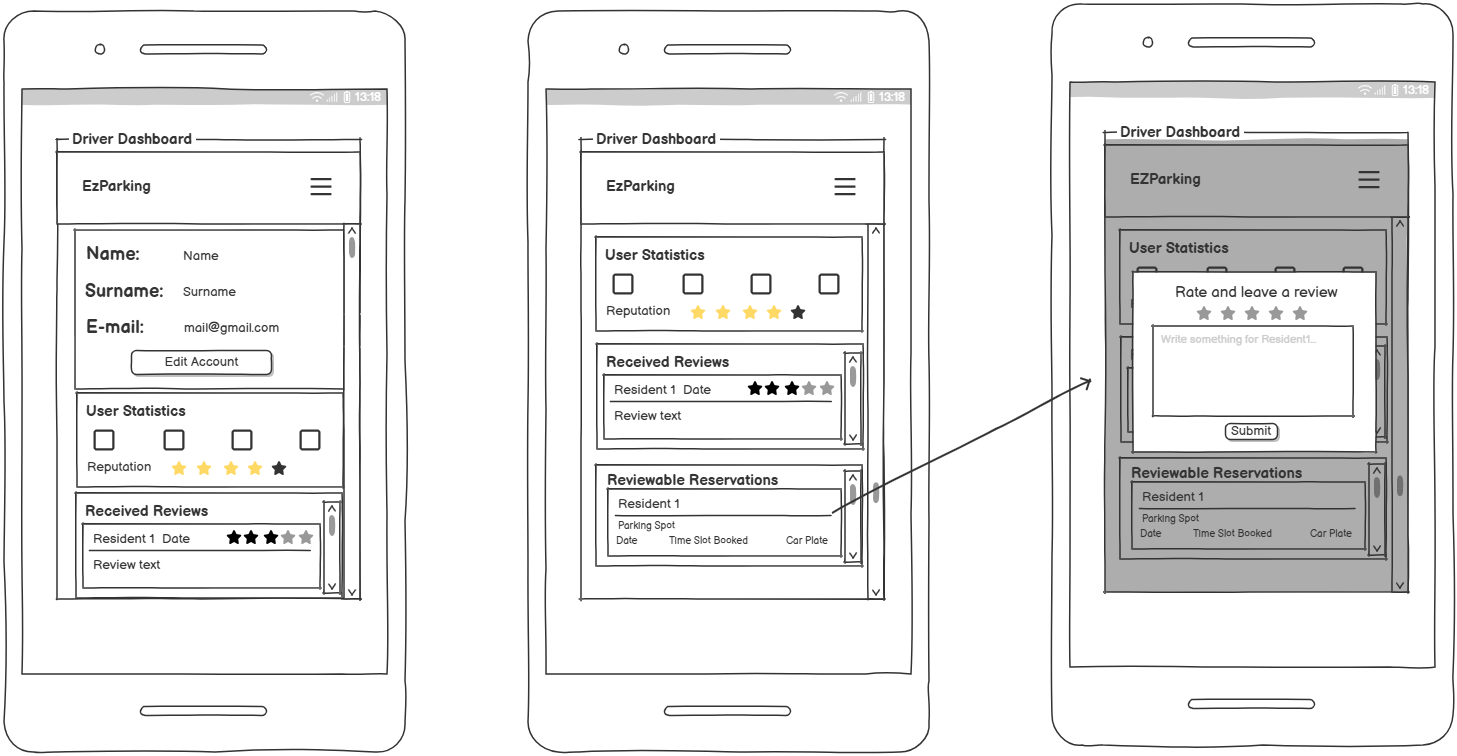 13:18
Driver Dashboard
EzParking
Name: Name
Surname: Surname
E-mail: mail@gmail.com
Edit Account
User Statistics
Reputation
Received Reviews
Resident 1 Date
Review text
13:18
Driver Dashboard
EzParking
User Statistics
Reputation
Received Reviews
Resident 1 Date
Review text
Reviewable Reservations
Resident 1
Parking Spot
Date Time Slot Booked Car Plate
13:18
Driver Dashboard
EZParking
User Statistics
Rate and leave a review
Write something for Resident1...
Submit
Reviewable Reservations
Resident 1
Parking Spot
Date Time Slot Booked Car Plate